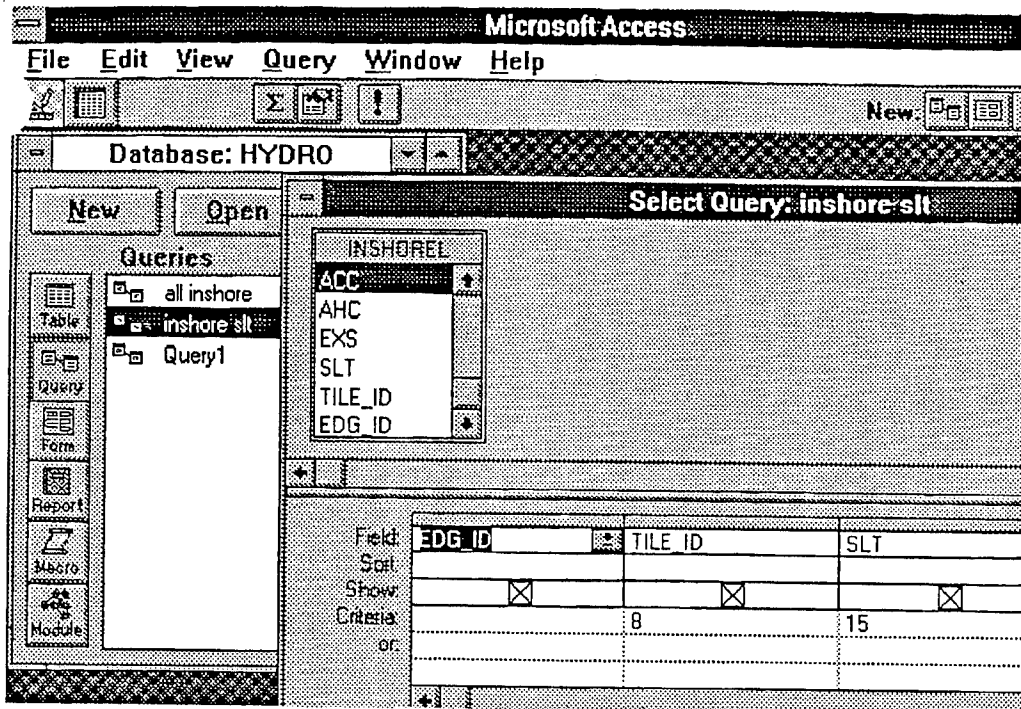 Microsoft Access
File Edit View Query Window Help
Σ ! New:
Database: HYDRO
New Open
Select Query: inshore slt
Queries
all inshore
inshore slt
Query1
Table
Query
Form
Report
Macro
Module
INSHOREL
ACC
AHC
EXS
SLT
TILE_ID
EDG_ID
Field: EDG_ID TILE_ID SLT
Sort:
Show:
Criteria: 8 15
or: